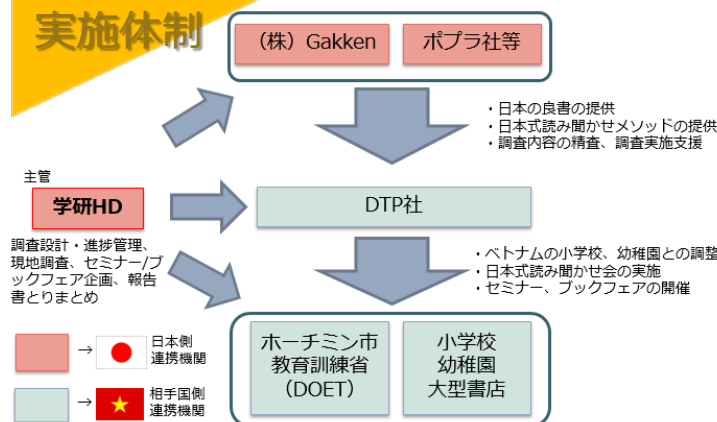 実施体制
（株）Gakken
ポプラ社等
・日本の良書の提供
・日本式読み聞かせメソッドの提供
・調査内容の精査、調査実施支援
主管
学研HD
DTP社
調査設計・進捗管理、
現地調査、セミナー/ブ
ックフェア企画、報告
書とりまとめ
・ベトナムの小学校、幼稚園との調整
・日本式読み聞かせ会の実施
・セミナー、ブックフェアの開催
ホーチミン市
教育訓練省
（DOET）
小学校
幼稚園
大型書店
→
日本側
連携機関
→
相手国側
連携機関